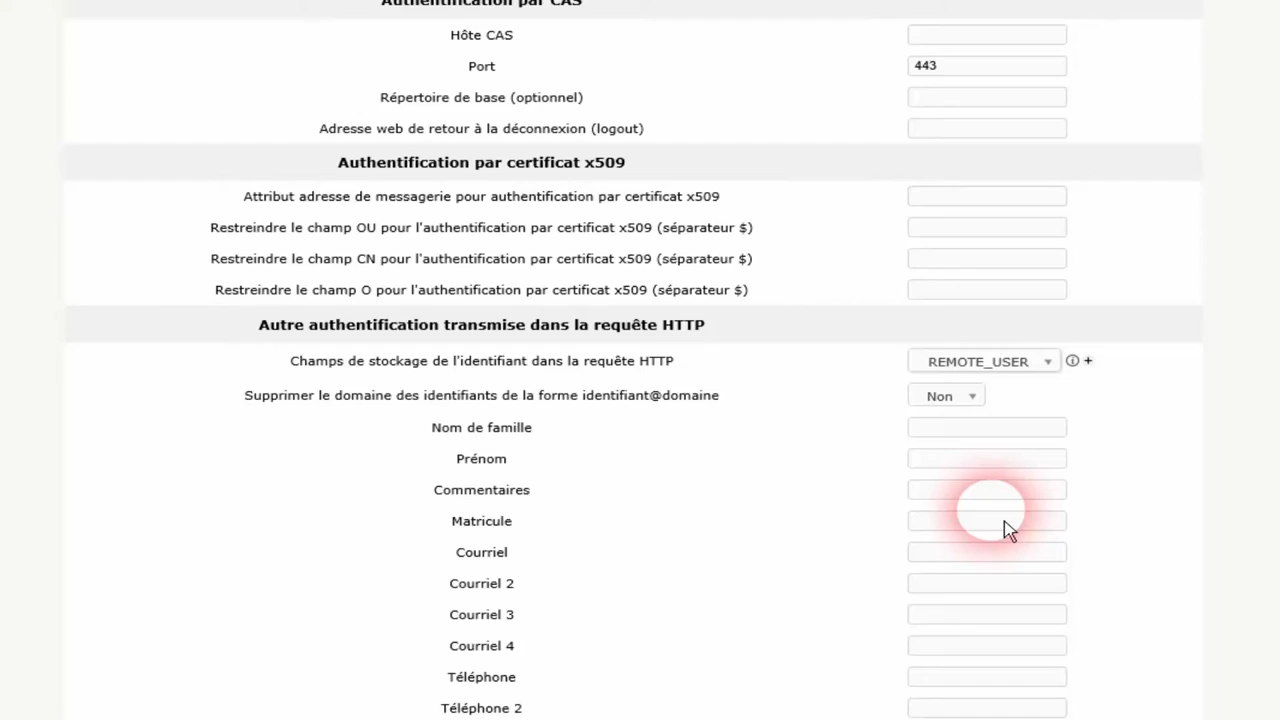 Authentification par CAS
Hôte CAS
Port 443
Répertoire de base (optionnel)
Adresse web de retour à la déconnexion (logout)
Authentification par certificat x509
Attribut adresse de messagerie pour authentification par certificat x509
Restreindre le champ OU pour l'authentification par certificat x509 (séparateur $)
Restreindre le champ CN pour l'authentification par certificat x509 (séparateur $)
Restreindre le champ O pour l'authentification par certificat x509 (séparateur $)
Autre authentification transmise dans la requête HTTP
Champs de stockage de l'identifiant dans la requête HTTP REMOTE_USER +
Supprimer le domaine des identifiants de la forme identifiant@domaine Non
Nom de famille
Prénom
Commentaires
Matricule
Courriel
Courriel 2
Courriel 3
Courriel 4
Téléphone
Téléphone 2